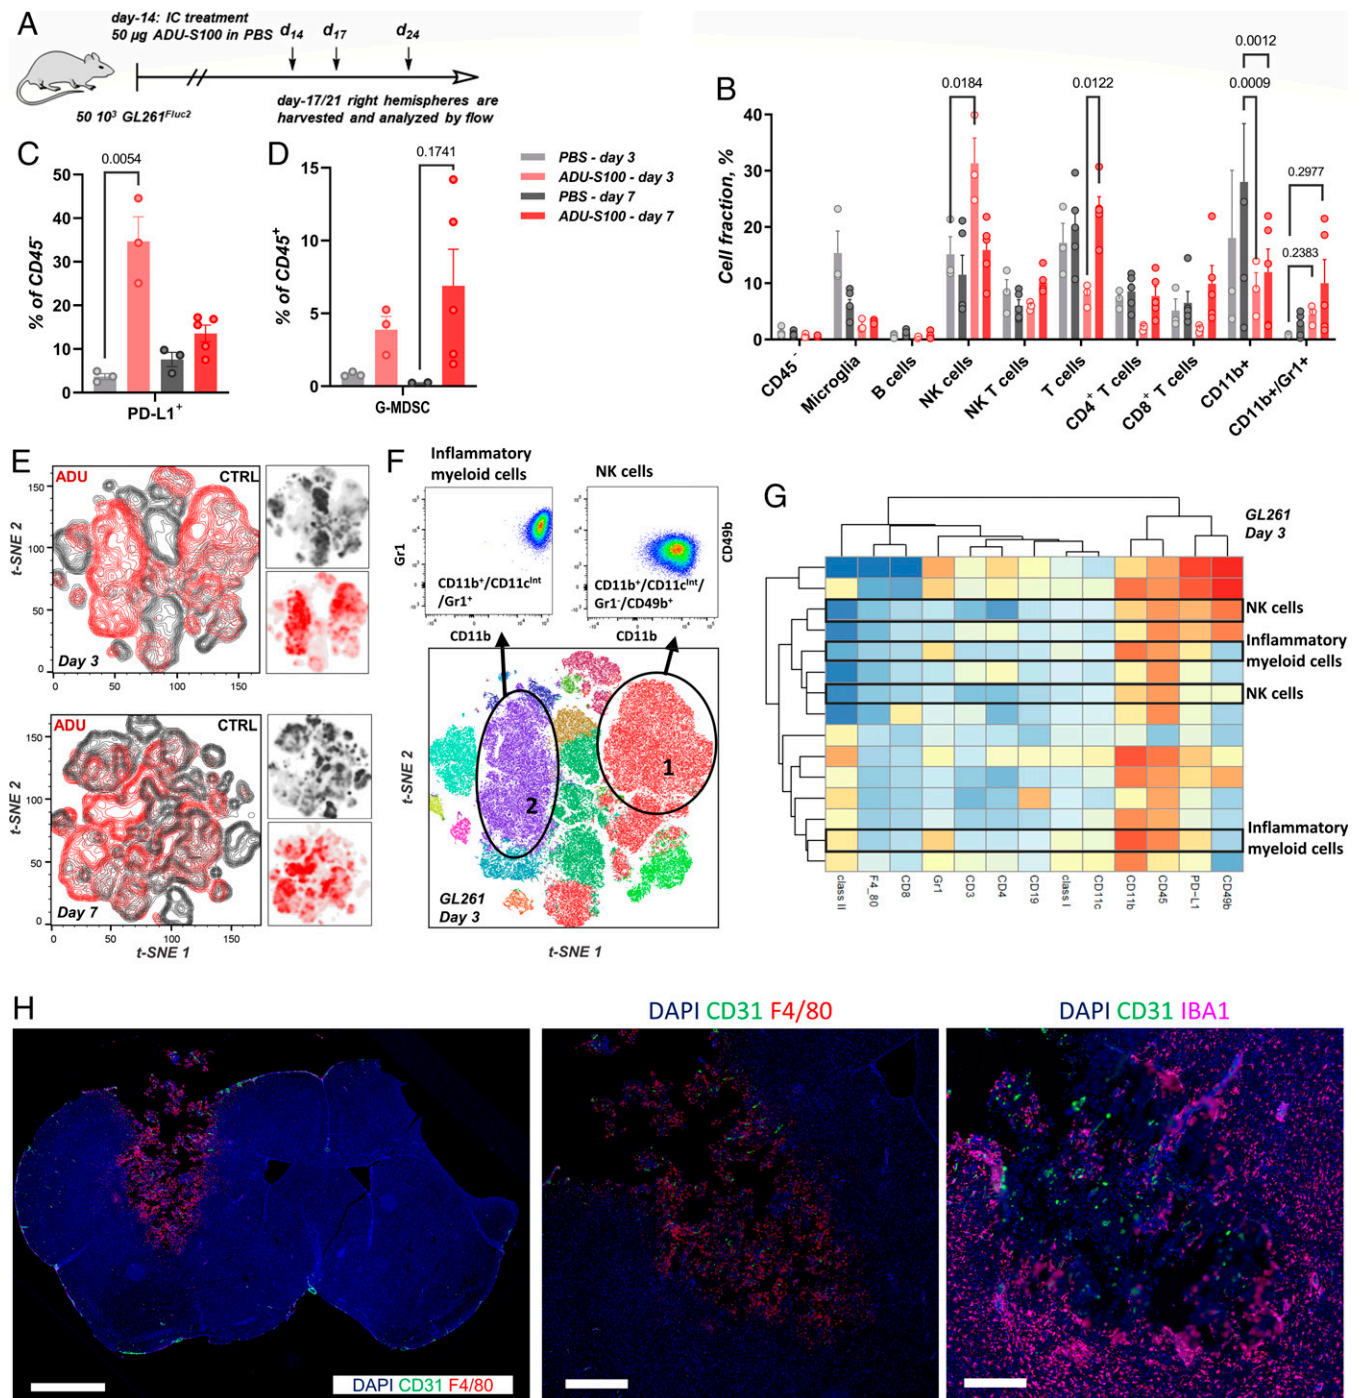 A
day-14: IC treatment
50 µg ADU-S100 in PBS
d14
d17
d24
50 10³ GL261Fluc2
day-17/21 right hemispheres are
harvested and analyzed by flow
B
Cell fraction, %
40
30
20
10
0
0.0184
0.0122
0.0012
0.0009
0.2977
0.2383
CD45-
Microglia
B cells
NK cells
NK T cells
T cells
CD4+ T cells
CD8+ T cells
CD11b+
CD11b+/Gr1+
C
% of CD45-
50
40
30
20
10
0
0.0054
PD-L1+
D
% of CD45+
15
10
5
0
0.1741
G-MDSC
PBS - day 3
ADU-S100 - day 3
PBS - day 7
ADU-S100 - day 7
E
ADU
CTRL
t-SNE 2
150
100
50
0
Day 3
0
50
100
150
ADU
CTRL
t-SNE 2
150
100
50
0
Day 7
0
50
100
150
t-SNE 1
F
Inflammatory
myeloid cells
NK cells
Gr1
CD49b
CD11b+/CD11cInt
/Gr1+
CD11b+/CD11cInt/
Gr1-/CD49b+
CD11b
CD11b
1
2
t-SNE 2
GL261
Day 3
t-SNE 1
G
GL261
Day 3
NK cells
Inflammatory
myeloid cells
NK cells
Inflammatory
myeloid cells
class II
F4_80
CD8
Gr1
CD3
CD4
CD19
class I
CD11c
CD11b
CD45
PD-L1
CD49b
H
DAPI CD31 F4/80
DAPI CD31 IBA1
DAPI CD31 F4/80